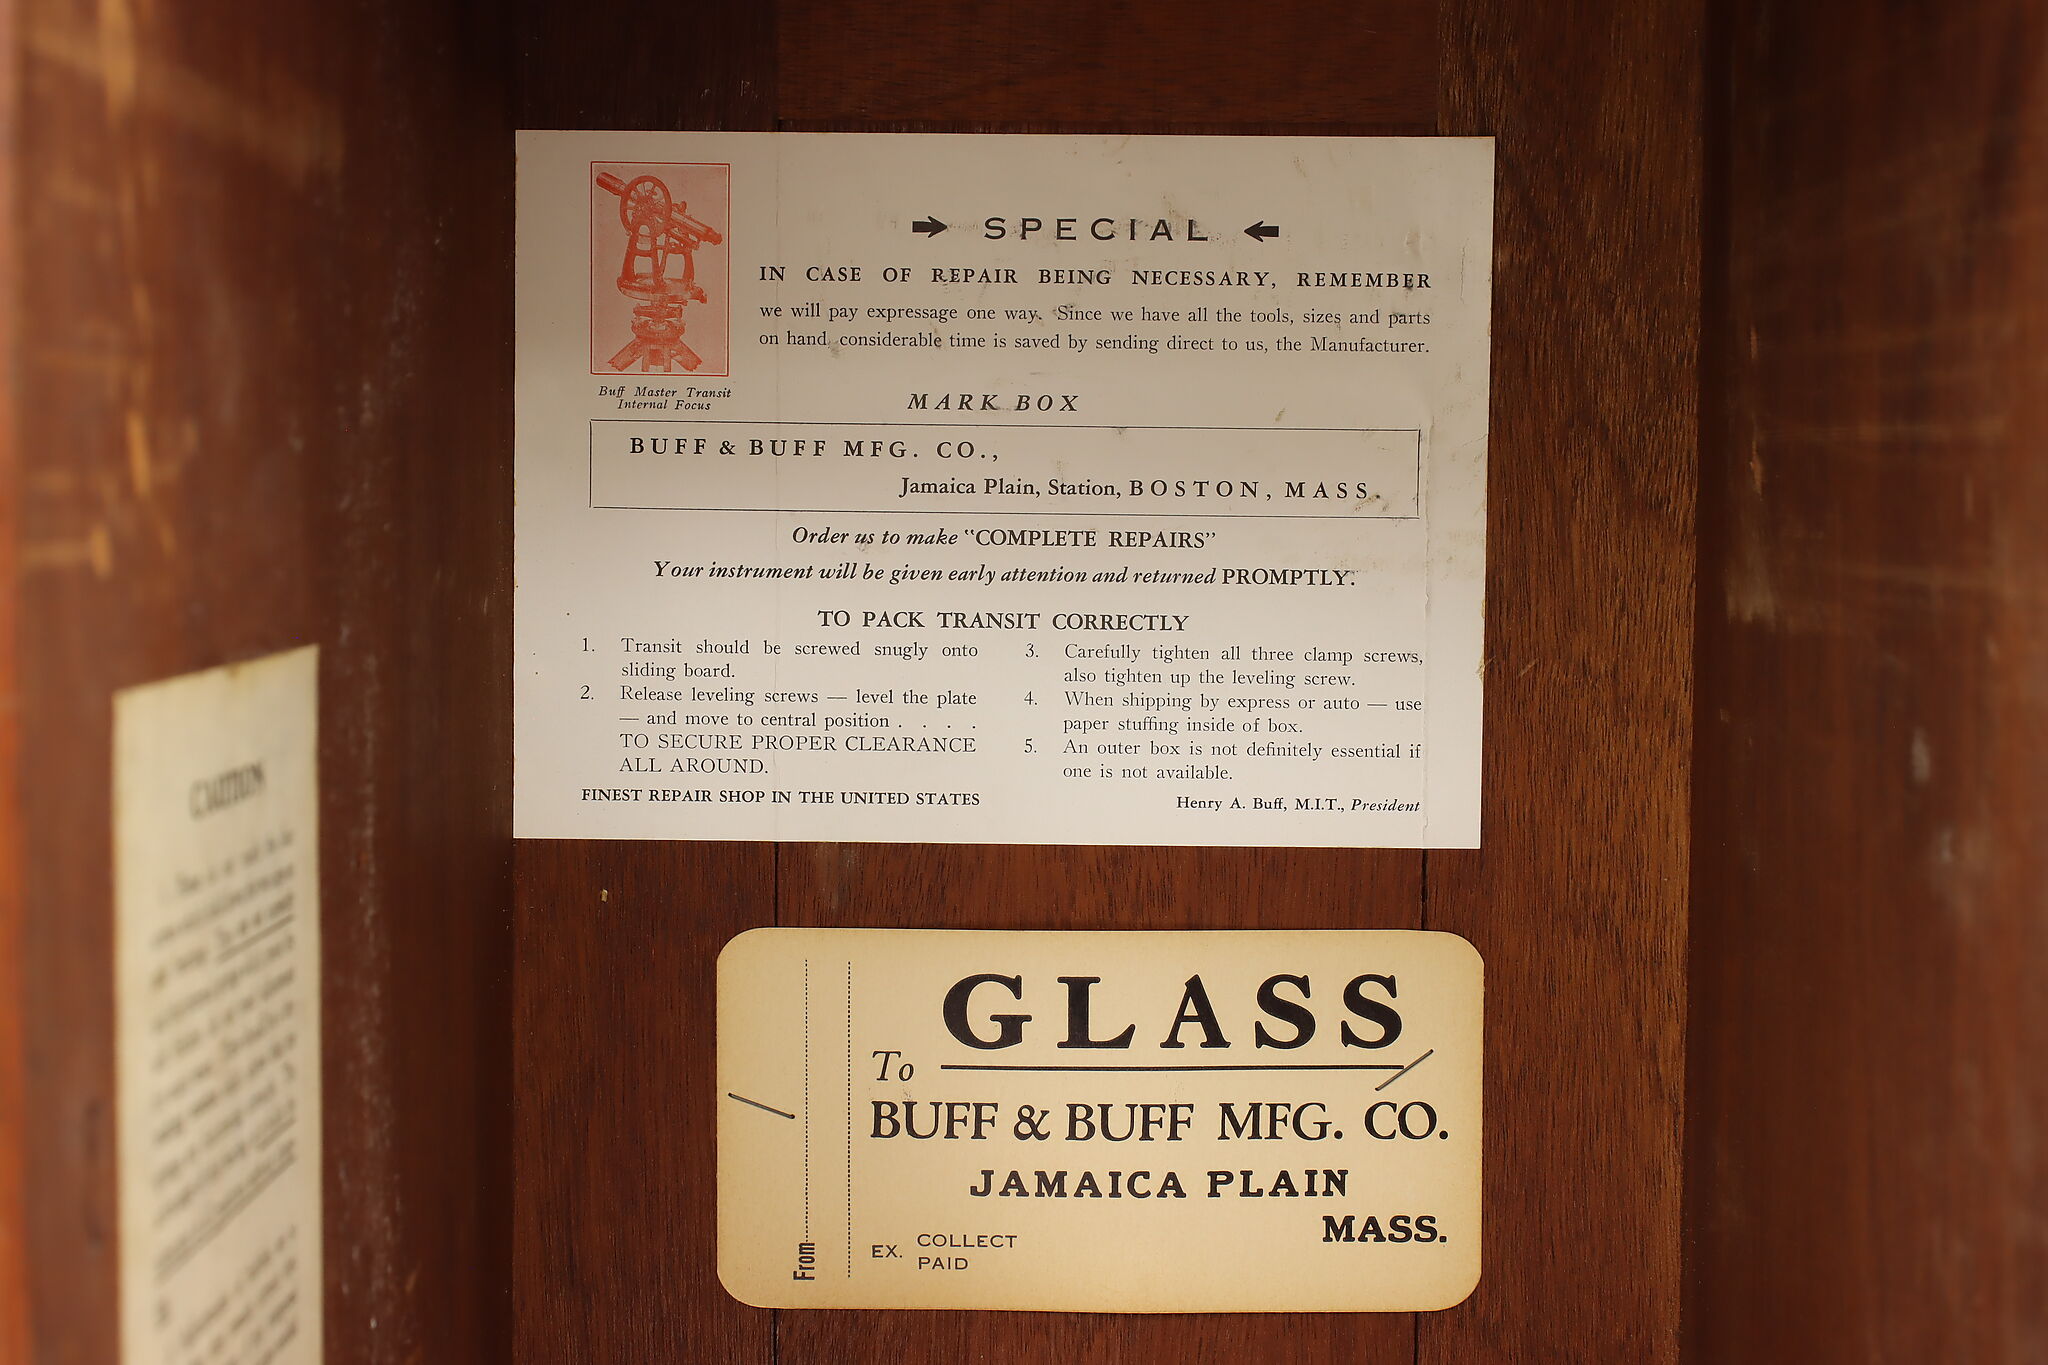 SPECIAL
IN CASE OF REPAIR BEING NECESSARY, REMEMBER
we will pay expressage one way. Since we have all the tools, sizes and parts
on hand considerable time is saved by sending direct to us, the Manufacturer.
Buff Master Transit
Internal Focus
MARK BOX
BUFF & BUFF MFG. CO.,
Jamaica Plain, Station, BOSTON, MASS.
Order us to make "COMPLETE REPAIRS"
Your instrument will be given early attention and returned PROMPTLY.
TO PACK TRANSIT CORRECTLY
1. Transit should be screwed snugly onto
sliding board.
2. Release leveling screws — level the plate
— and move to central position . . . .
TO SECURE PROPER CLEARANCE
ALL AROUND.
3. Carefully tighten all three clamp screws,
also tighten up the leveling screw.
4. When shipping by express or auto — use
paper stuffing inside of box.
5. An outer box is not definitely essential if
one is not available.
FINEST REPAIR SHOP IN THE UNITED STATES
Henry A. Buff, M.I.T., President
CAUTION
GLASS
To
BUFF & BUFF MFG. CO.
JAMAICA PLAIN
MASS.
EX. COLLECT
PAID
From